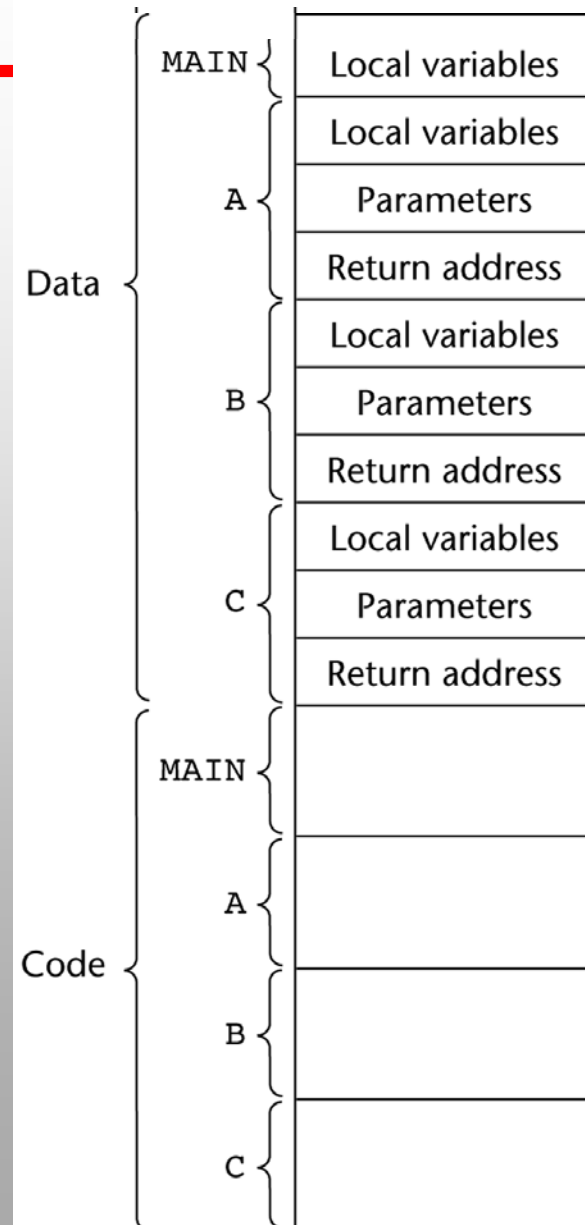 MAIN
Local variables
Local variables
A
Parameters
Return address
Data
Local variables
B
Parameters
Return address
Local variables
C
Parameters
Return address
MAIN
A
Code
B
C